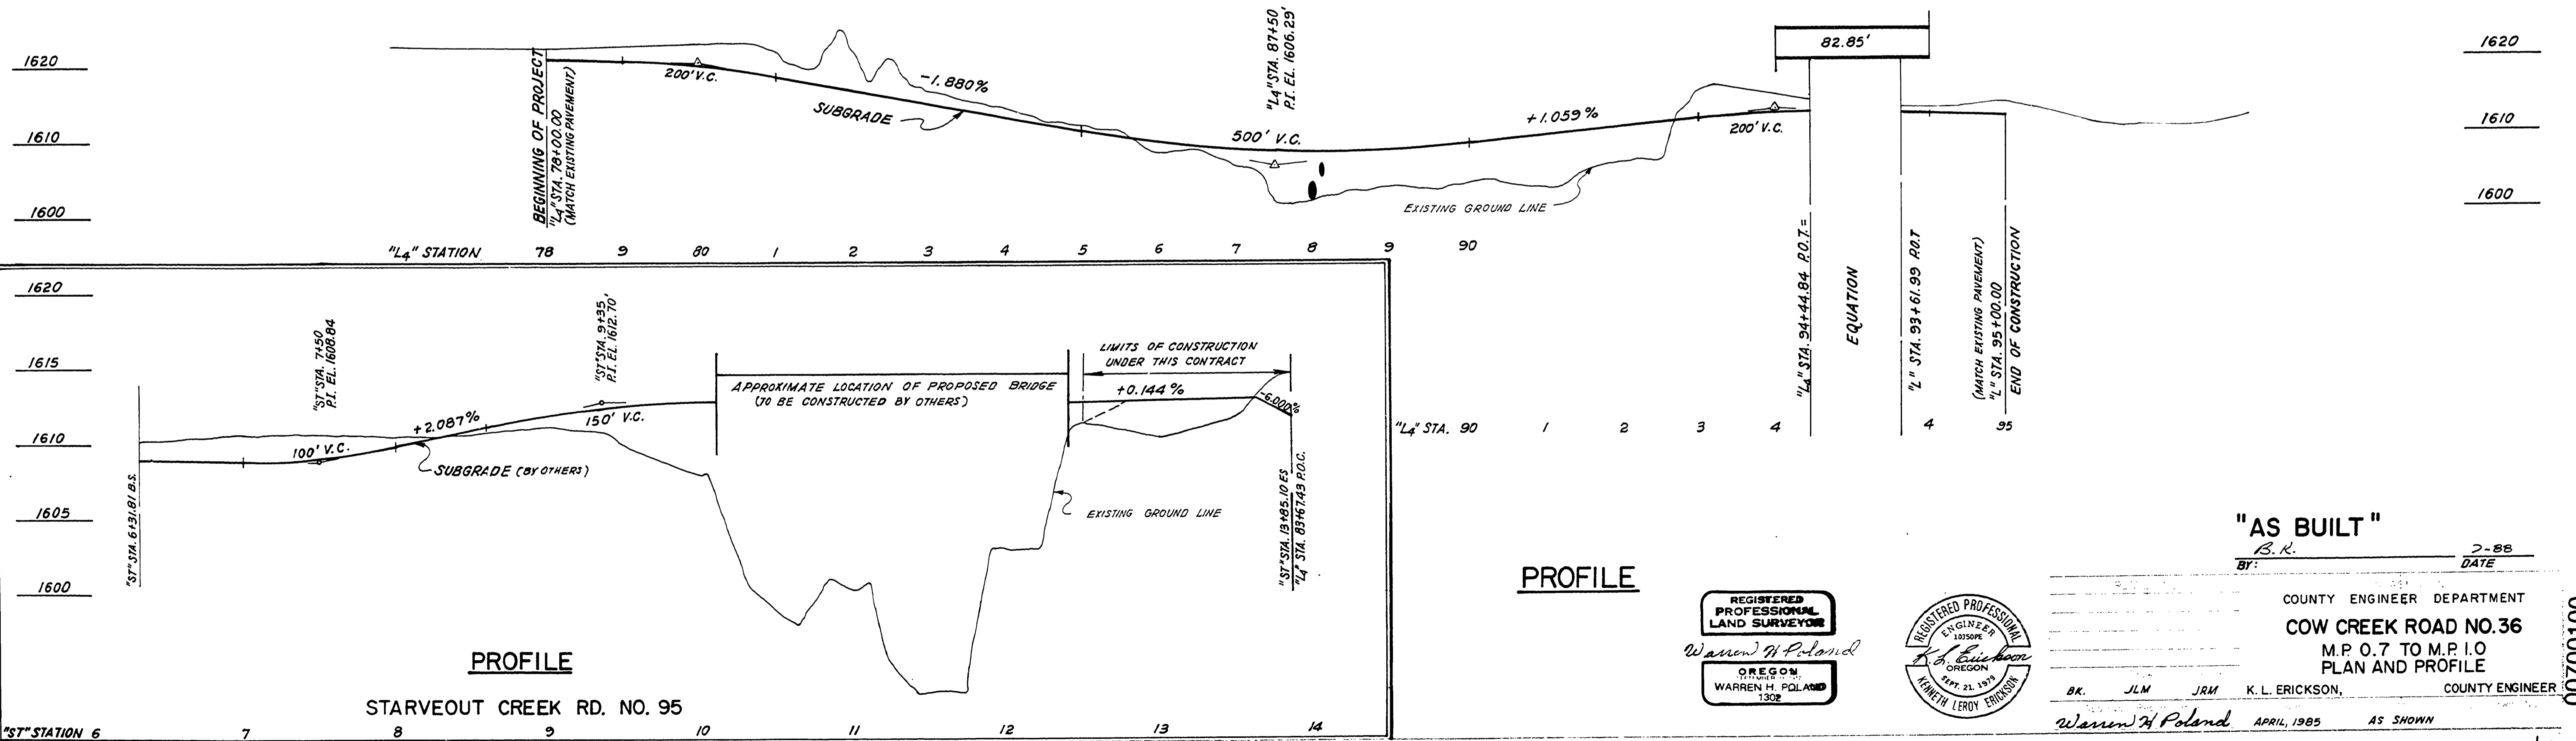 1620
1610
1600
BEGINNING OF PROJECT
"L4" STA. 78+00.00
(MATCH EXISTING PAVEMENT)
200' V.C.
SUBGRADE
-1.880%
"L4" STA. 87+50
P.I. EL. 1606.29'
500' V.C.
+1.059%
EXISTING GROUND LINE
200' V.C.
82.85'
1620
1610
1600
"L4" STATION 78 9 80 1 2 3 4 5 6 7 8 9 90
"L4" STA. 94+44.84 P.O.T. =
EQUATION
"L" STA. 93+61.99 P.O.T
(MATCH EXISTING PAVEMENT)
"L" STA. 95+00.00
END OF CONSTRUCTION
"L4" STA. 90 1 2 3 4 4 95
1620
1615
1610
1605
1600
"ST" STA. 6+31.81 B.S.
"ST" STA. 7+50
P.I. EL. 1608.84
100' V.C.
+2.087%
SUBGRADE (BY OTHERS)
"ST" STA. 9+35
P.I. EL. 1612.70'
150' V.C.
APPROXIMATE LOCATION OF PROPOSED BRIDGE
(TO BE CONSTRUCTED BY OTHERS)
LIMITS OF CONSTRUCTION
UNDER THIS CONTRACT
+0.144%
-6.000%
EXISTING GROUND LINE
"ST" STA. 13+85.10 ES
"L4" STA. 83+67.43 P.O.C.
PROFILE
STARVEOUT CREEK RD. NO. 95
"ST" STATION 6 7 8 9 10 11 12 13 14
PROFILE
REGISTERED
PROFESSIONAL
LAND SURVEYOR
Warren H Poland
OREGON
WARREN H. POLAND
1302
REGISTERED PROFESSIONAL
ENGINEER
10350PE
K. L. Erickson
OREGON
SEPT. 21, 1979
KENNETH LEROY ERICKSON
"AS BUILT"
B.K. 7-88
BY: DATE
COUNTY ENGINEER DEPARTMENT
COW CREEK ROAD NO. 36
M.P. 0.7 TO M.P. 1.0
PLAN AND PROFILE
BK. JLM JRM K. L. ERICKSON, COUNTY ENGINEER
Warren H Poland APRIL, 1985 AS SHOWN